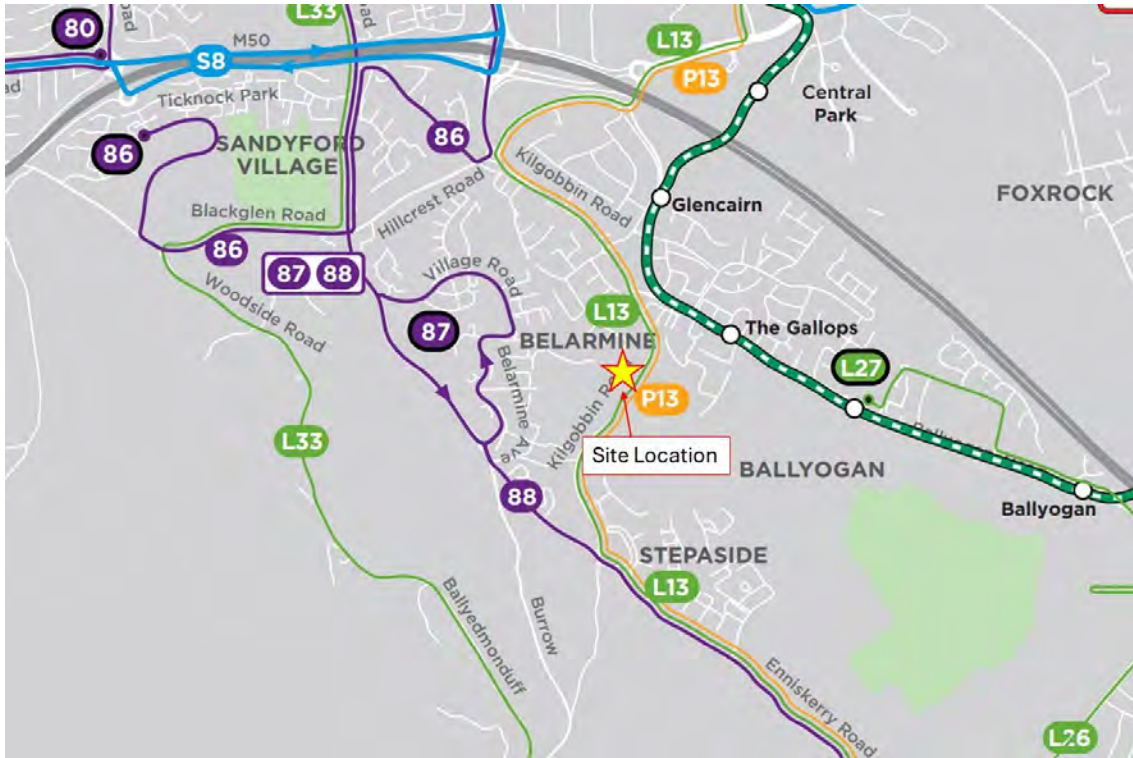 L33
Road
80
M50
S8
L13
P13
Ticknock Park
86
86
SANDYFORD
VILLAGE
Central
Park
Kilgobbin Road
Glencairn
FOXROCK
Hillcrest Road
Blackglen Road
86
87 88
Village Road
Woodside Road
87
L13
BELARMINE
The Gallops
L27
P13
Belarmine Ave
Kilgobbin
Site Location
L33
BALLYOGAN
Ballyogan
88
STEPASIDE
L13
Ballyedmonduff
Burrow
Enniskerry Road
L26